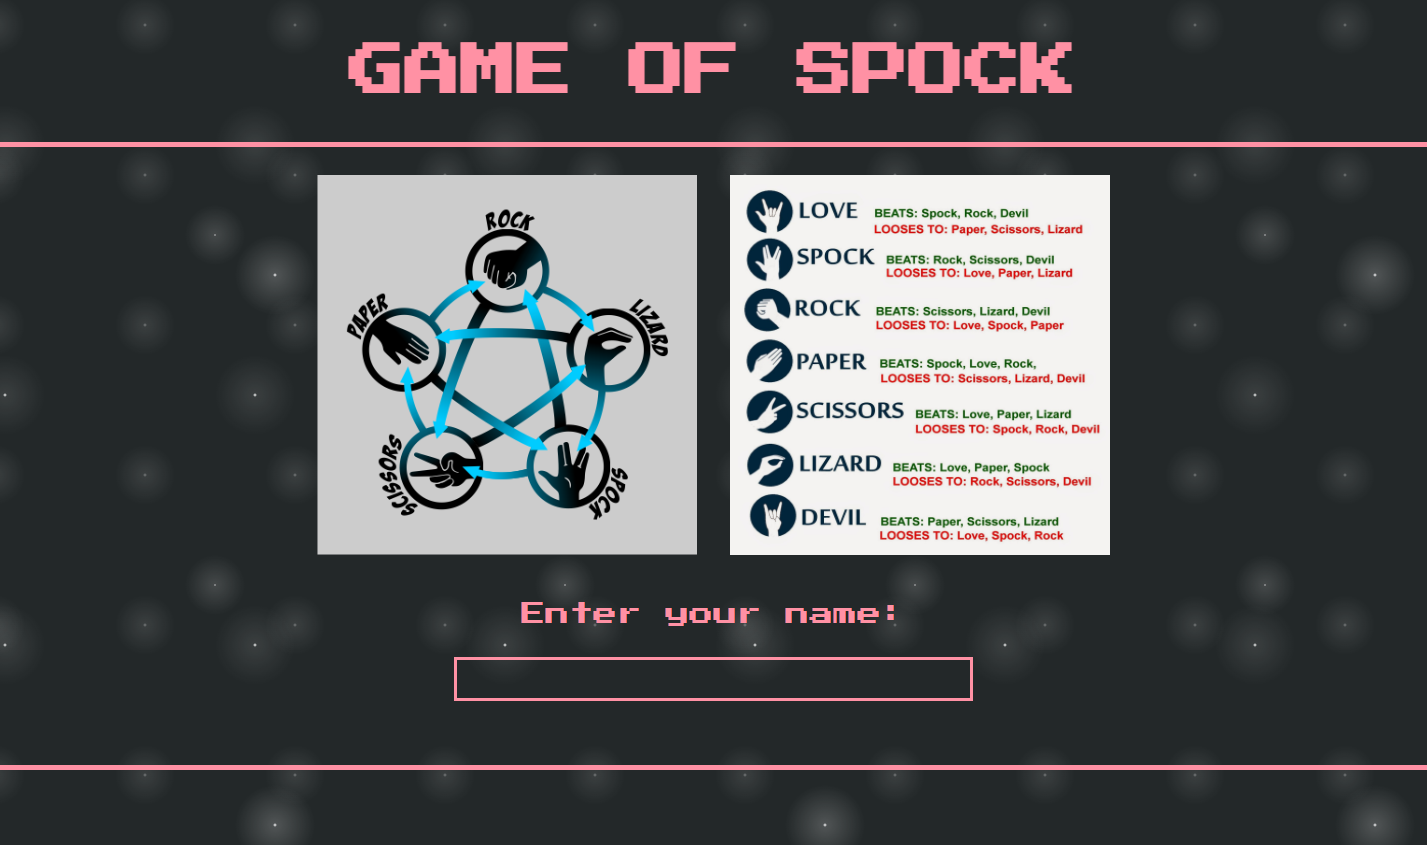 GAME OF SPOCK
ROCK
PAPER
LIZARD
SCISSORS
SPOCK
LOVE BEATS: Spock, Rock, Devil
LOOSES TO: Paper, Scissors, Lizard
SPOCK BEATS: Rock, Scissors, Devil
LOOSES TO: Love, Paper, Lizard
ROCK BEATS: Scissors, Lizard, Devil
LOOSES TO: Love, Spock, Paper
PAPER BEATS: Spock, Love, Rock,
LOOSES TO: Scissors, Lizard, Devil
SCISSORS BEATS: Love, Paper, Lizard
LOOSES TO: Spock, Rock, Devil
LIZARD BEATS: Love, Paper, Spock
LOOSES TO: Rock, Scissors, Devil
DEVIL BEATS: Paper, Scissors, Lizard
LOOSES TO: Love, Spock, Rock
Enter your name: